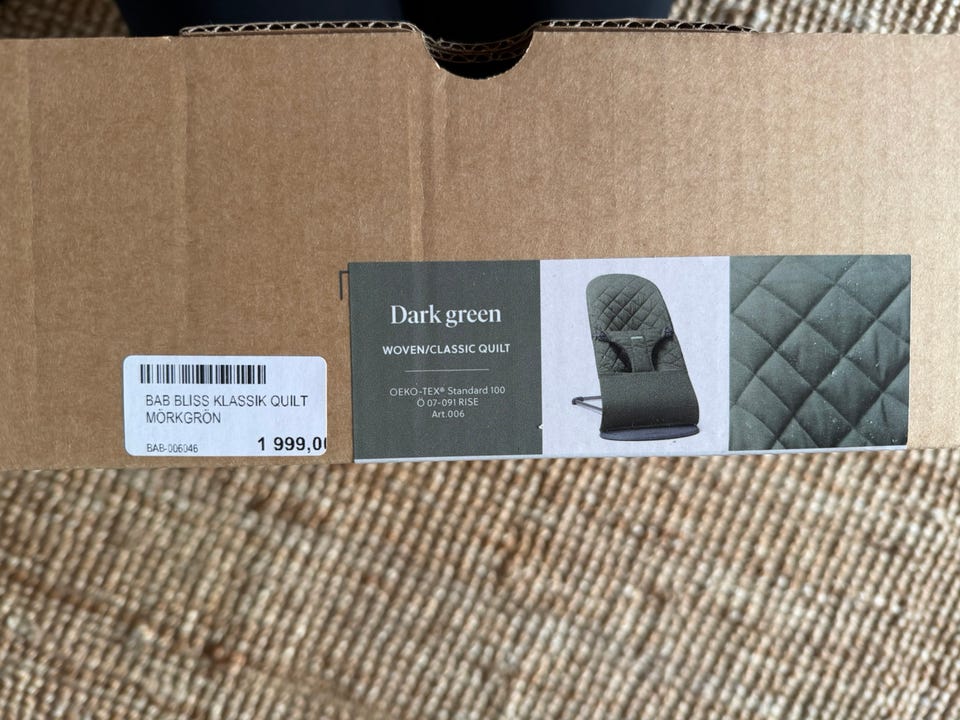 Dark green
WOVEN/CLASSIC QUILT
OEKO-TEX® Standard 100
Ö 07-091 RISE
Art.006
BAB BLISS KLASSIK QUILT
MÖRKGRÖN
BAB-006046
1 999,0